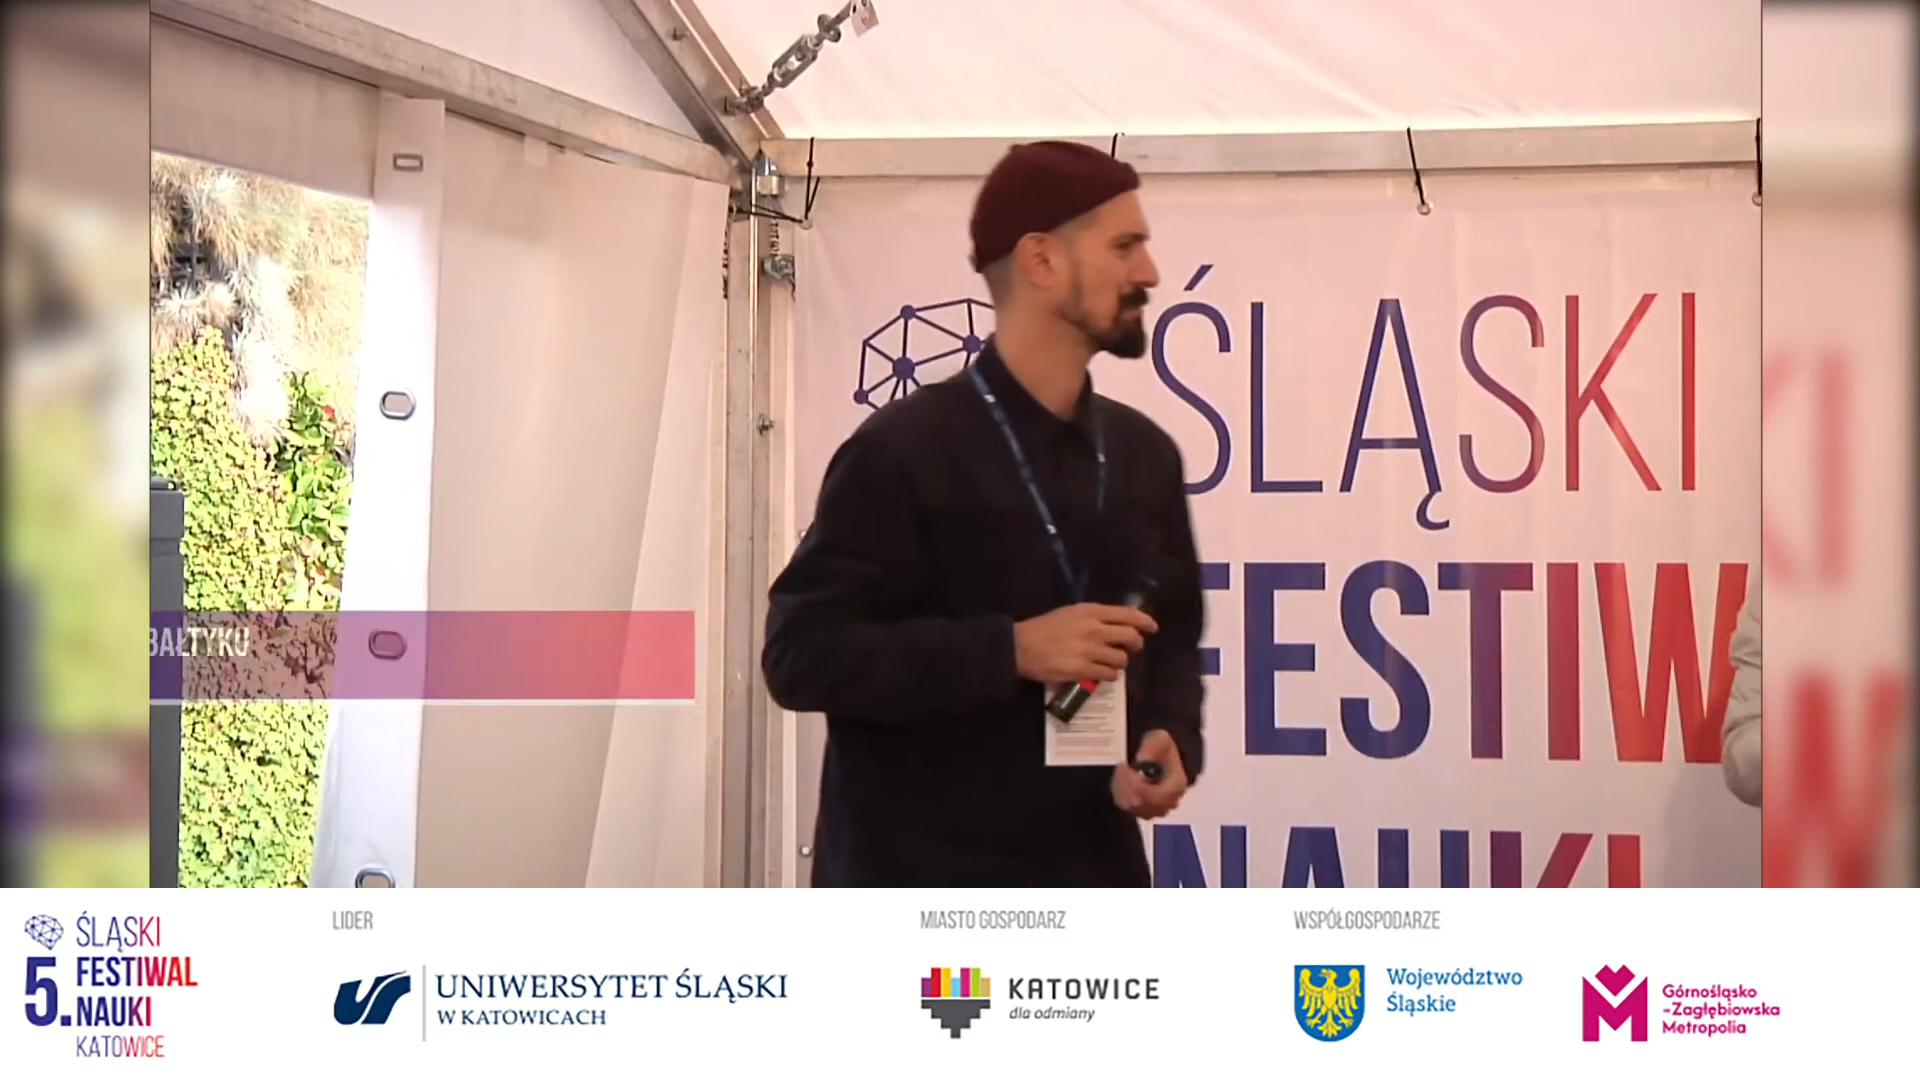 ŚLĄSKI
FESTIW
NAUKI
BAŁTYKU
ŚLĄSKI
5. FESTIWAL
NAUKI
KATOWICE
LIDER
UNIWERSYTET ŚLĄSKI
W KATOWICACH
MIASTO GOSPODARZ
KATOWICE
dla odmiany
WSPÓŁGOSPODARZE
Województwo
Śląskie
Górnośląsko
-Zagłębiowska
Metropolia